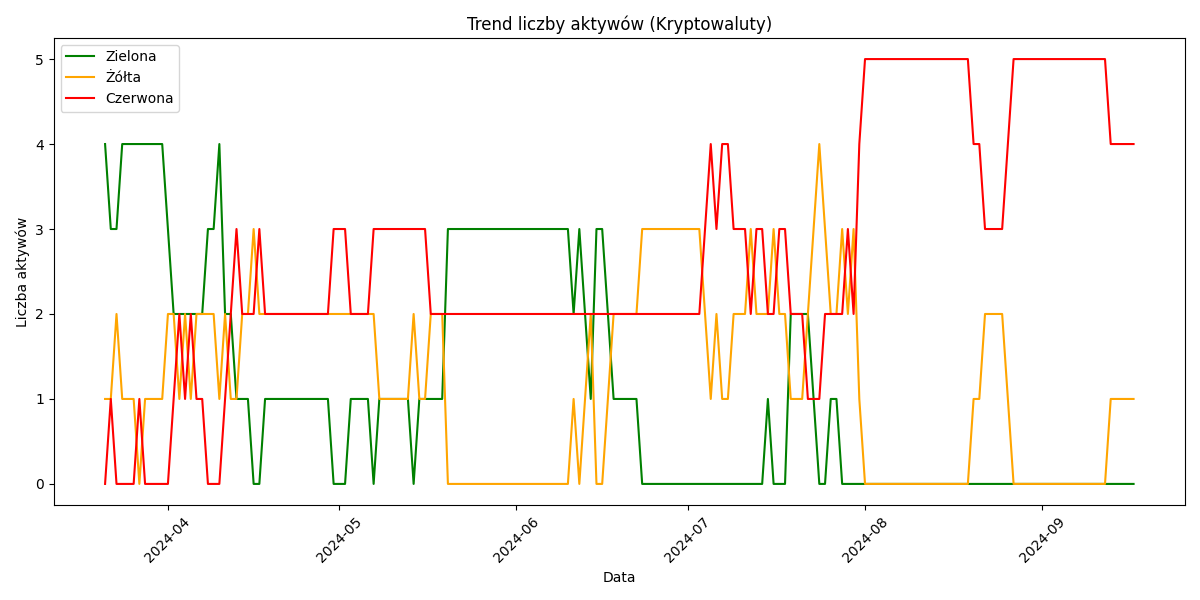 Trend liczby aktywów (Kryptowaluty)
Zielona
Żółta
Czerwona
5
4
3
2
1
0
Liczba aktywów
2024-04
2024-05
2024-06
2024-07
2024-08
2024-09
Data